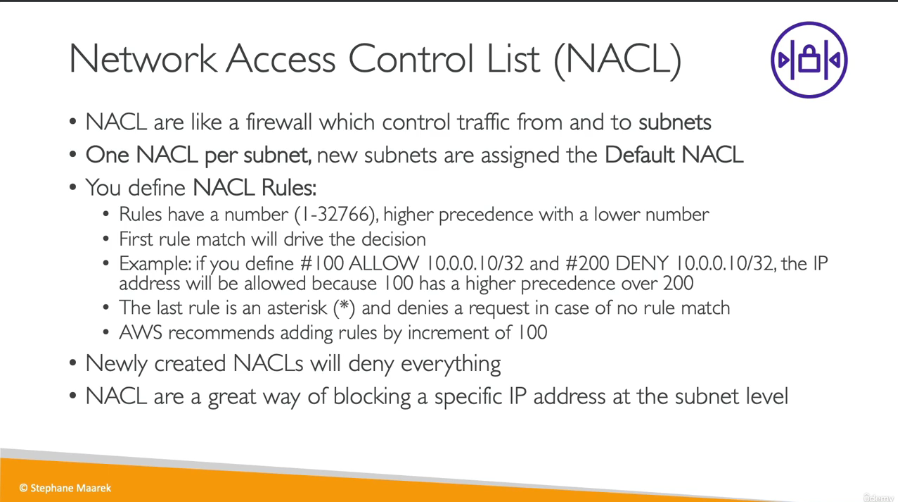 Network Access Control List (NACL)
• NACL are like a firewall which control traffic from and to subnets
• One NACL per subnet, new subnets are assigned the Default NACL
• You define NACL Rules:
• Rules have a number (1-32766), higher precedence with a lower number
• First rule match will drive the decision
• Example: if you define #100 ALLOW 10.0.0.10/32 and #200 DENY 10.0.0.10/32, the IP
address will be allowed because 100 has a higher precedence over 200
• The last rule is an asterisk (*) and denies a request in case of no rule match
• AWS recommends adding rules by increment of 100
• Newly created NACLs will deny everything
• NACL are a great way of blocking a specific IP address at the subnet level
© Stephane Maarek
Udemy